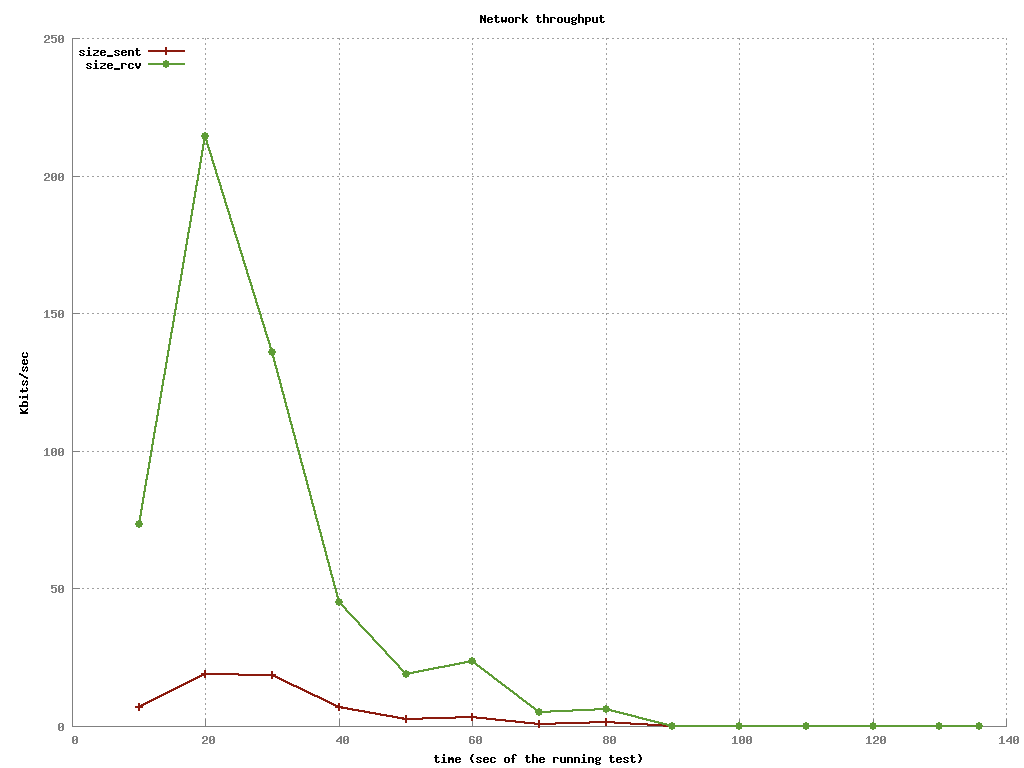 Network throughput
250
size_sent
size_rcv
200
150
Kbits/sec
100
50
0
0 20 40 60 80 100 120 140
time (sec of the running test)